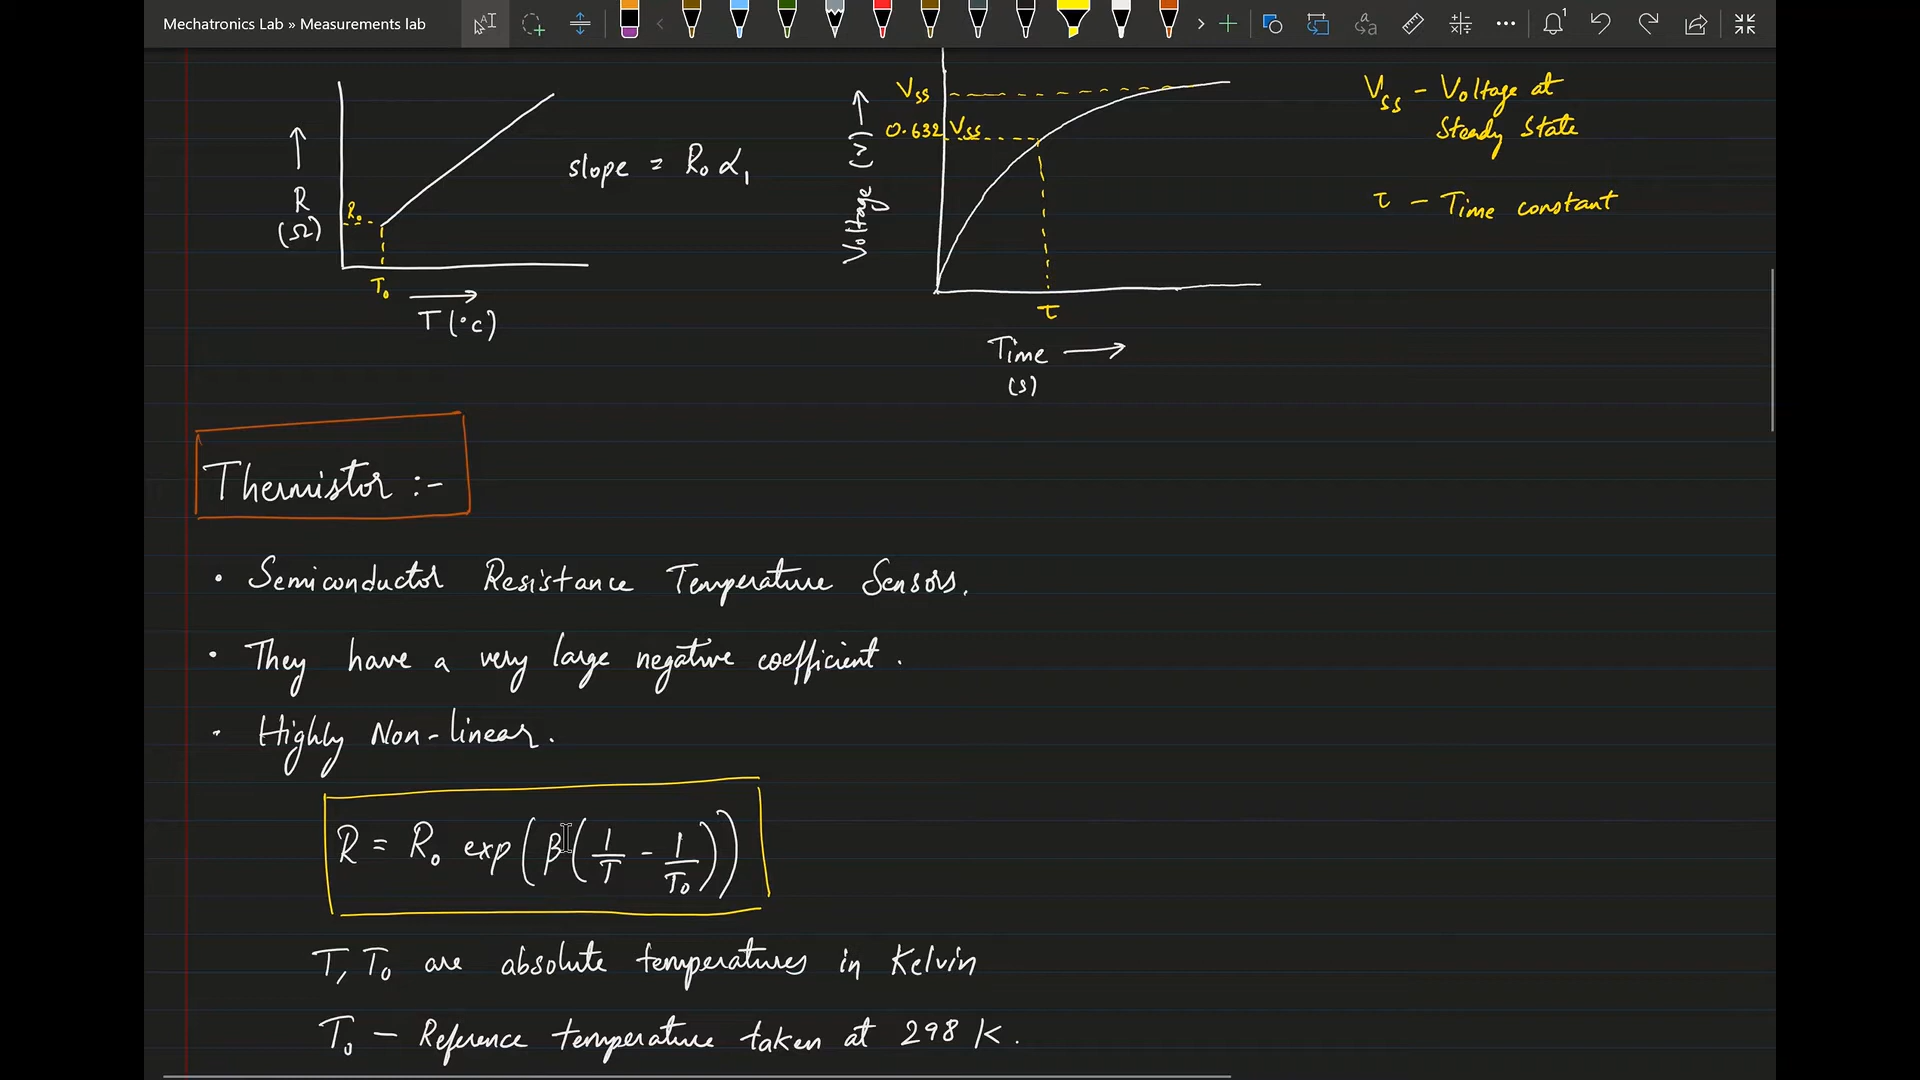 Mechatronics Lab » Measurements lab
R
(Ω)
R₀
T₀
T (°c)
slope = R₀ α₁
Voltage (V)
Vss
0.632 Vss
τ
Time
(s)
Vss - Voltage at
Steady State
τ - Time constant
Thermistor :-
• Semiconductor Resistance Temperature Sensors.
• They have a very large negative coefficient.
• Highly Non-linear.
R = R₀ exp(β(1/T - 1/T₀))
T, T₀ are absolute temperatures in Kelvin
T₀ - Reference temperature taken at 298 K.